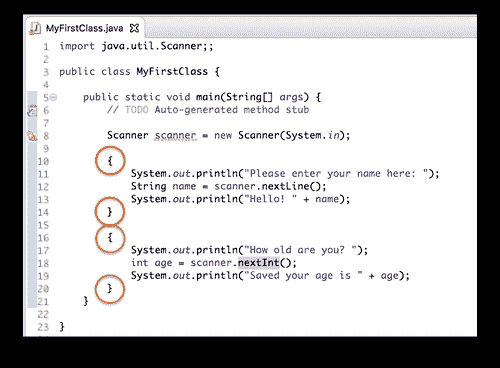 MyFirstClass.java
1 import java.util.Scanner;;
2
3 public class MyFirstClass {
4
5 public static void main(String[] args) {
6 // TODO Auto-generated method stub
7
8 Scanner scanner = new Scanner(System.in);
9
10 {
11 System.out.println("Please enter your name here: ");
12 String name = scanner.nextLine();
13 System.out.println("Hello! " + name);
14 }
15
16 {
17 System.out.println("How old are you? ");
18 int age = scanner.nextInt();
19 System.out.println("Saved your age is " + age);
20 }
21 }
22
23 }